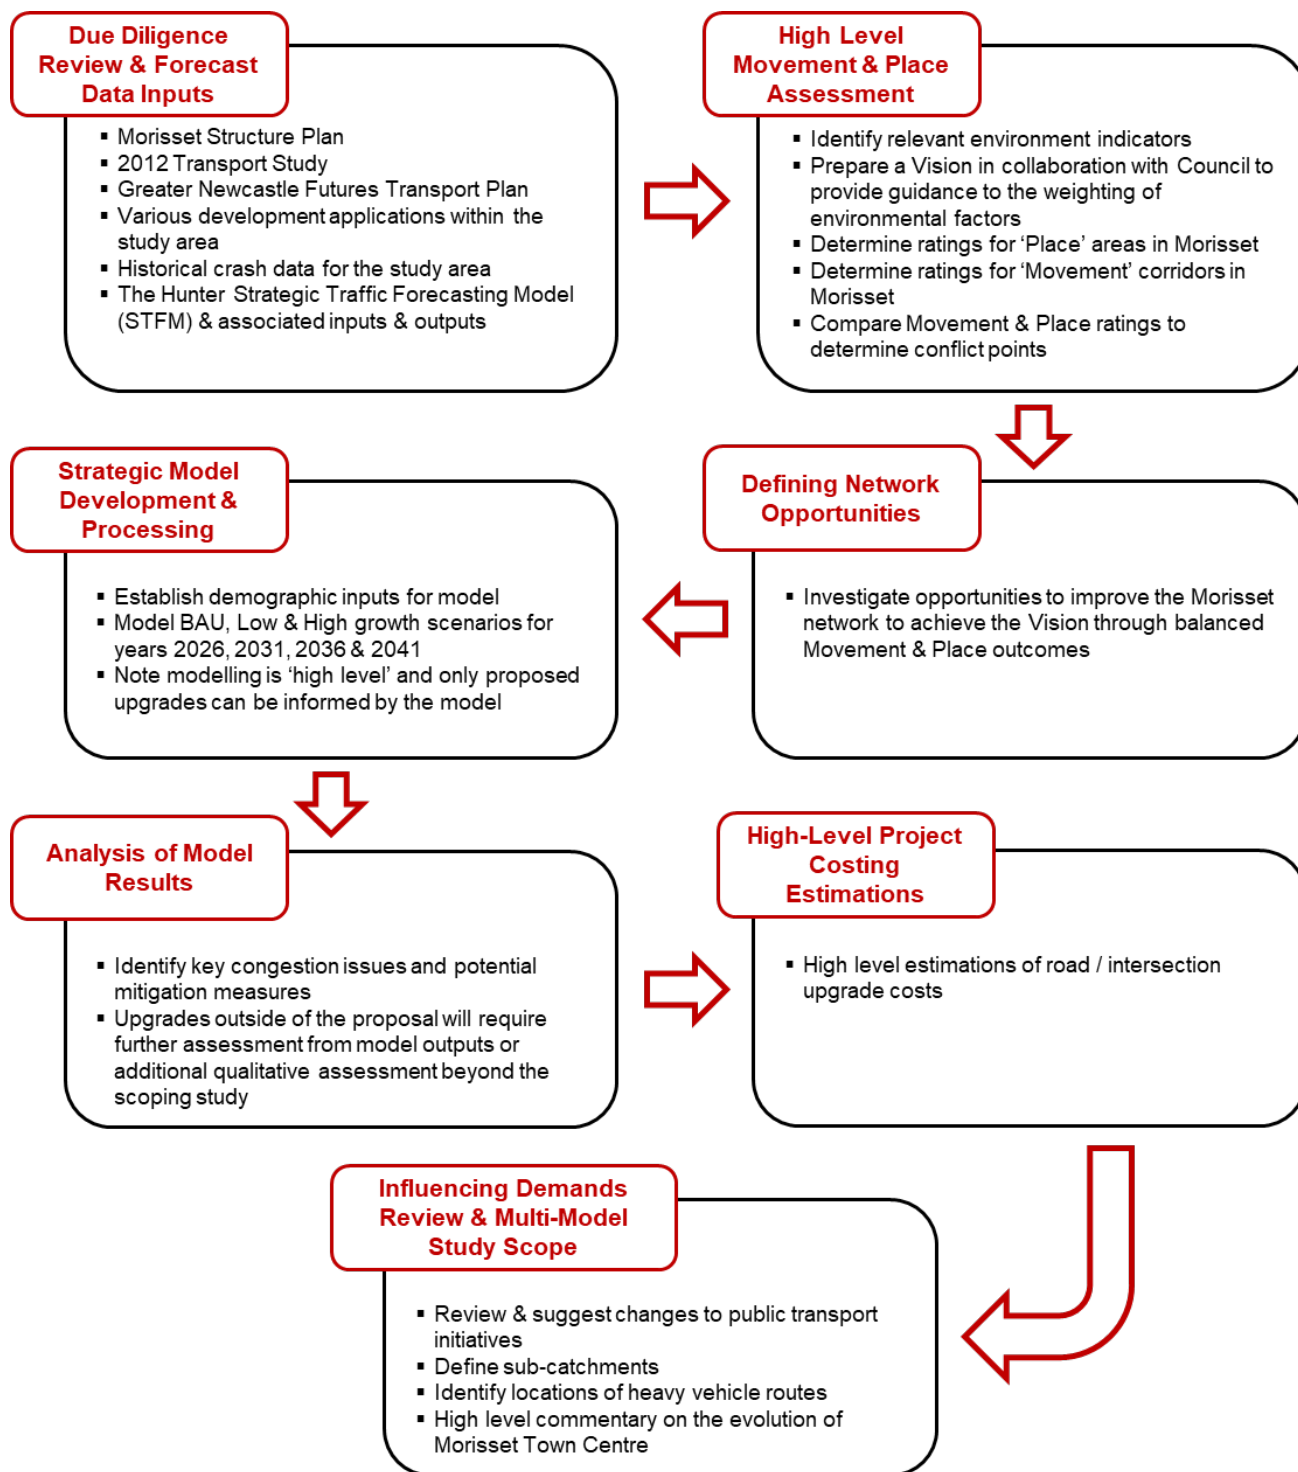 Due Diligence
Review & Forecast
Data Inputs
▪ Morisset Structure Plan
▪ 2012 Transport Study
▪ Greater Newcastle Futures Transport Plan
▪ Various development applications within the
study area
▪ Historical crash data for the study area
▪ The Hunter Strategic Traffic Forecasting Model
(STFM) & associated inputs & outputs
High Level
Movement & Place
Assessment
▪ Identify relevant environment indicators
▪ Prepare a Vision in collaboration with Council to
provide guidance to the weighting of
environmental factors
▪ Determine ratings for ‘Place’ areas in Morisset
▪ Determine ratings for ‘Movement’ corridors in
Morisset
▪ Compare Movement & Place ratings to
determine conflict points
Defining Network
Opportunities
▪ Investigate opportunities to improve the Morisset
network to achieve the Vision through balanced
Movement & Place outcomes
Strategic Model
Development &
Processing
▪ Establish demographic inputs for model
▪ Model BAU, Low & High growth scenarios for
years 2026, 2031, 2036 & 2041
▪ Note modelling is ‘high level’ and only proposed
upgrades can be informed by the model
Analysis of Model
Results
▪ Identify key congestion issues and potential
mitigation measures
▪ Upgrades outside of the proposal will require
further assessment from model outputs or
additional qualitative assessment beyond the
scoping study
High-Level Project
Costing
Estimations
▪ High level estimations of road / intersection
upgrade costs
Influencing Demands
Review & Multi-Model
Study Scope
▪ Review & suggest changes to public transport
initiatives
▪ Define sub-catchments
▪ Identify locations of heavy vehicle routes
▪ High level commentary on the evolution of
Morisset Town Centre